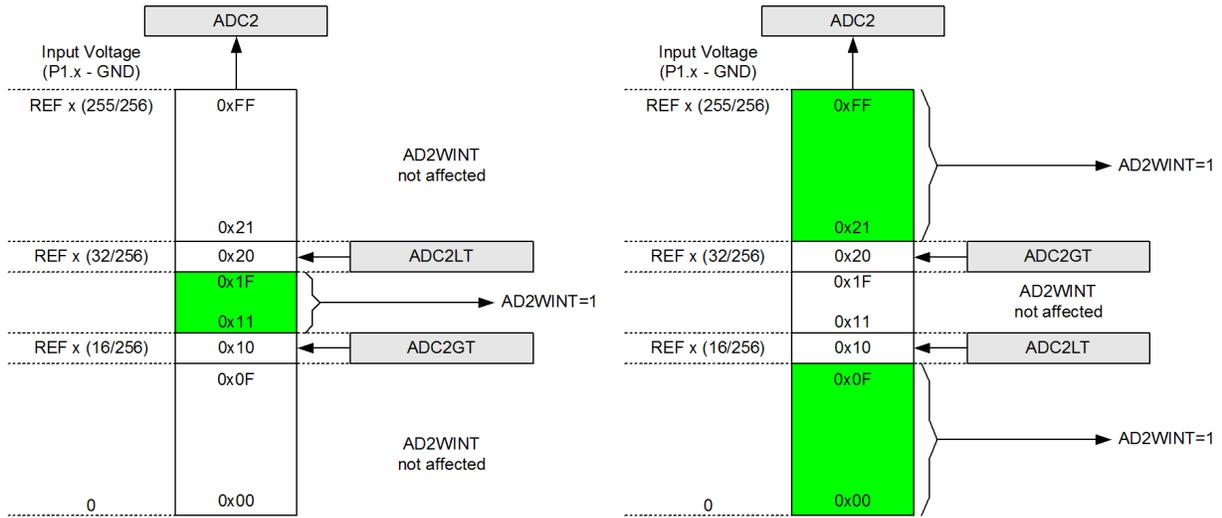 ADC2
Input Voltage
(P1.x - GND)
REF x (255/256)
0xFF
AD2WINT
not affected
0x21
REF x (32/256)
0x20
ADC2LT
0x1F
AD2WINT=1
0x11
REF x (16/256)
0x10
ADC2GT
0x0F
AD2WINT
not affected
0x00
0
ADC2
Input Voltage
(P1.x - GND)
REF x (255/256)
0xFF
AD2WINT=1
0x21
REF x (32/256)
0x20
ADC2GT
0x1F
AD2WINT
not affected
0x11
REF x (16/256)
0x10
ADC2LT
0x0F
AD2WINT=1
0x00
0